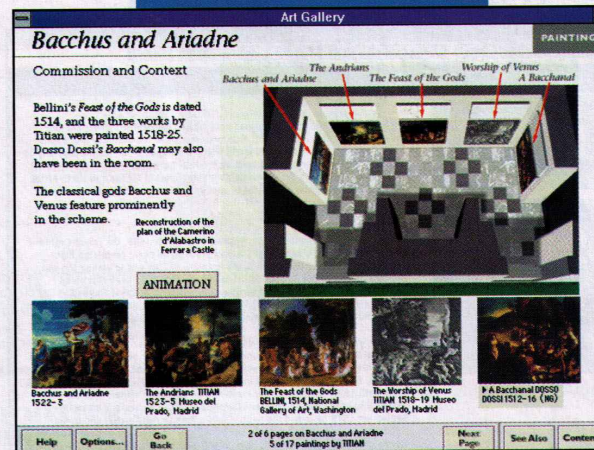 Art Gallery
Bacchus and Ariadne
PAINTING
Commission and Context
Bellini's Feast of the Gods is dated
1514, and the three works by
Titian were painted 1518-25.
Dosso Dossi's Bacchanal may also
have been in the room.
The classical gods Bacchus and
Venus feature prominently
in the scheme.
Reconstruction of the
plan of the Camerino
d'Alabastro in
Ferrara Castle
Bacchus and Ariadne
The Andrians
The Feast of the Gods
Worship of Venus
A Bacchanal
ANIMATION
Bacchus and Ariadne
1522-3
The Andrians TITIAN
1523-5 Museo del
Prado, Madrid
The Feast of the Gods
BELLINI, 1514, National
Gallery of Art, Washington
The Worship of Venus
TITIAN 1518-19 Museo
del Prado, Madrid
▶ A Bacchanal DOSSO
DOSSI 1512-16 (NG)
Help
Options...
Go
Back
2 of 6 pages on Bacchus and Ariadne
5 of 17 paintings by TITIAN
Next
Page
See Also
Conten